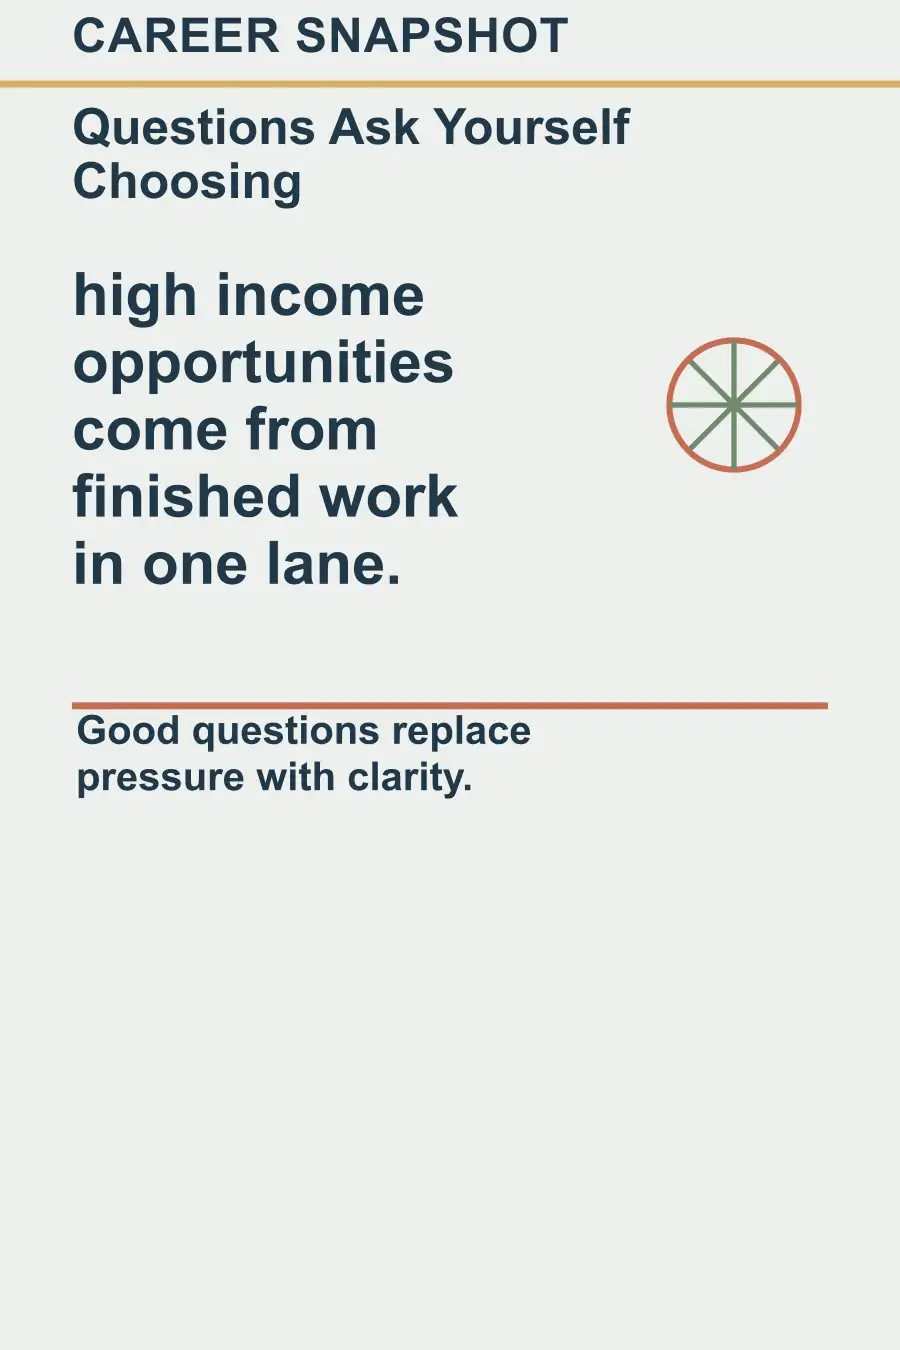 CAREER SNAPSHOT
Questions Ask Yourself
Choosing
high income
opportunities
come from
finished work
in one lane.
Good questions replace
pressure with clarity.